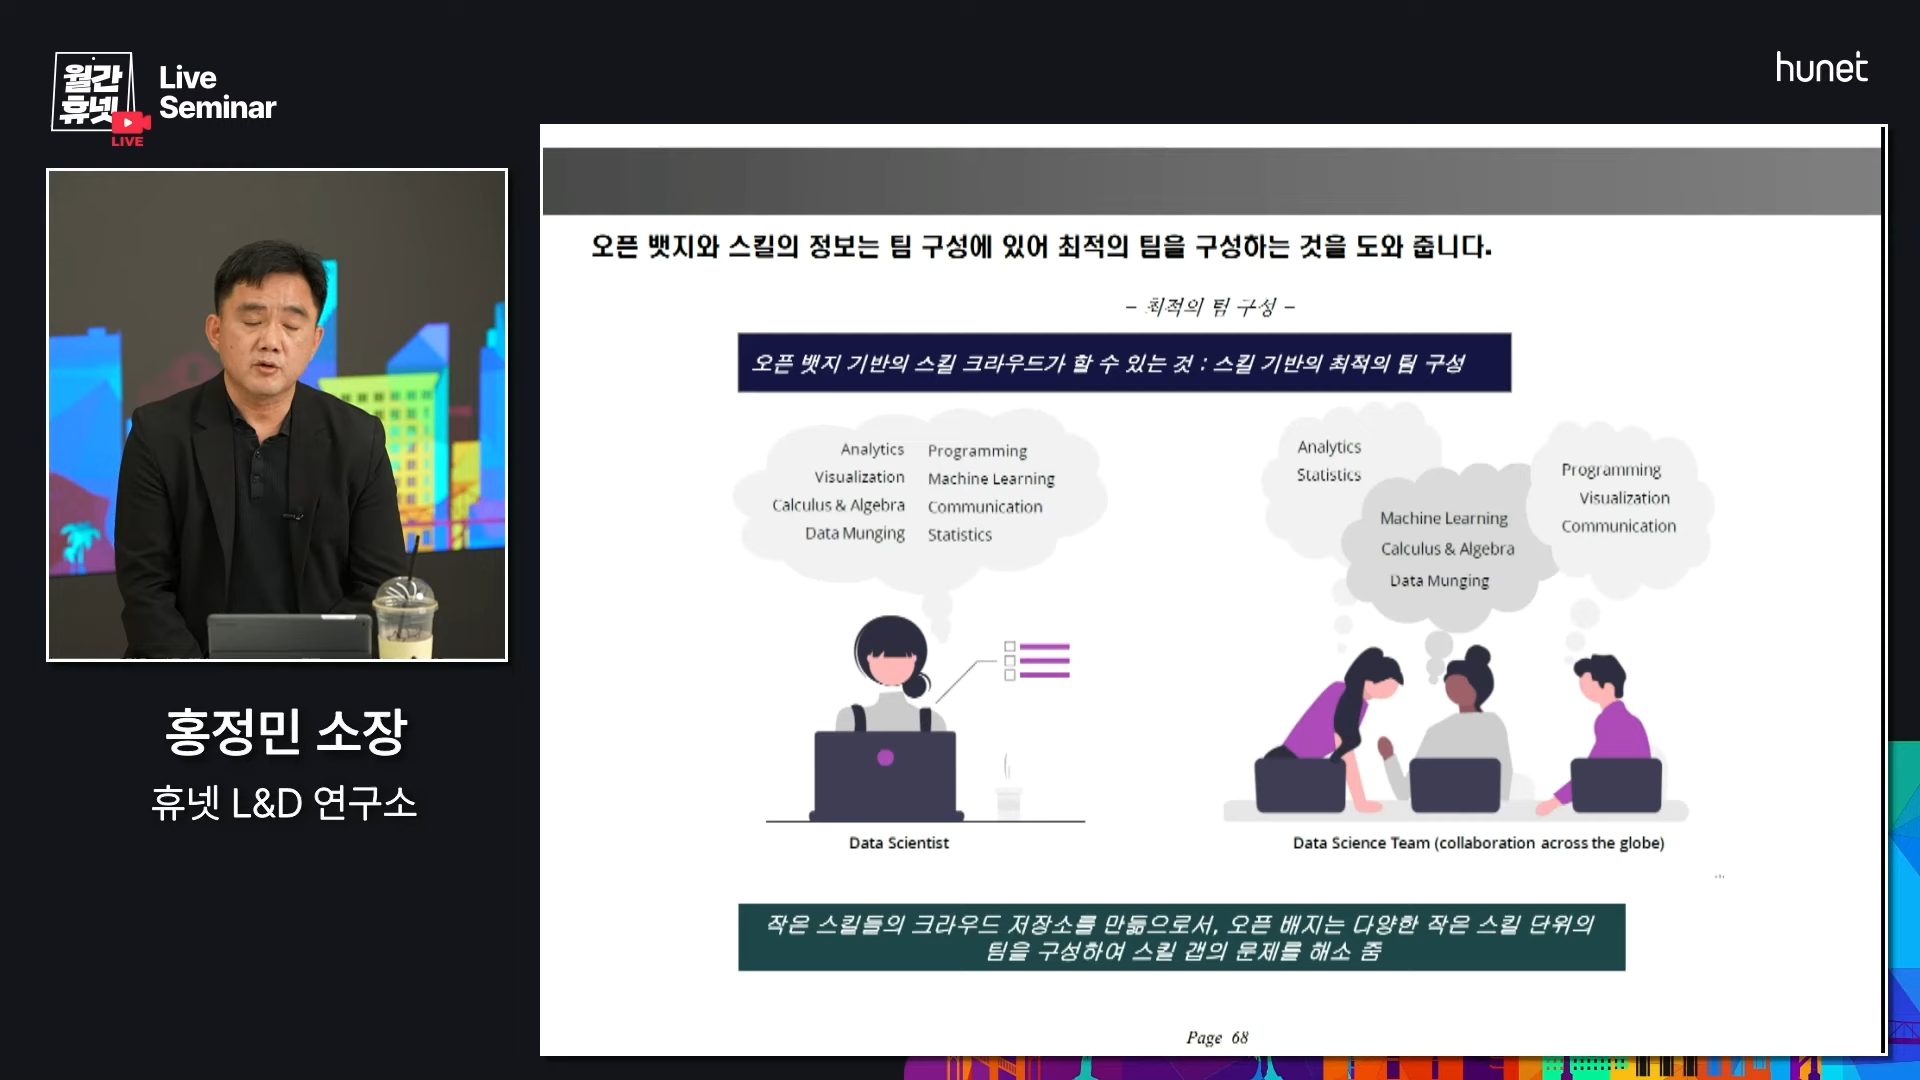 월간
휴넷
LIVE
Live
Seminar
hunet
홍정민 소장
휴넷 L&D 연구소
오픈 뱃지와 스킬의 정보는 팀 구성에 있어 최적의 팀을 구성하는 것을 도와 줍니다.
– 최적의 팀 구성 –
오픈 뱃지 기반의 스킬 크라우드가 할 수 있는 것 : 스킬 기반의 최적의 팀 구성
Analytics
Visualization
Calculus & Algebra
Data Munging
Programming
Machine Learning
Communication
Statistics
Data Scientist
Analytics
Statistics
Machine Learning
Calculus & Algebra
Data Munging
Programming
Visualization
Communication
Data Science Team (collaboration across the globe)
작은 스킬들의 크라우드 저장소를 만듦으로서, 오픈 배지는 다양한 작은 스킬 단위의
팀을 구성하여 스킬 갭의 문제를 해소 줌
Page 68